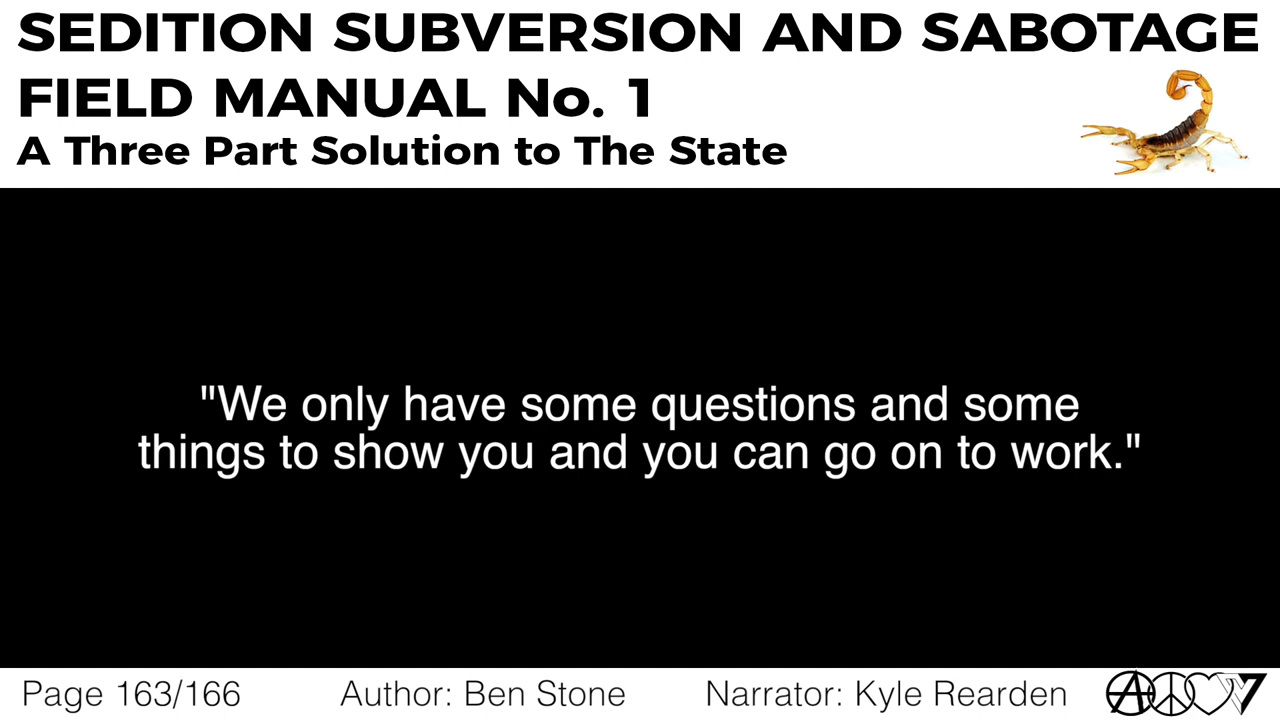 SEDITION SUBVERSION AND SABOTAGE
FIELD MANUAL No. 1
A Three Part Solution to The State
"We only have some questions and some
things to show you and you can go on to work."
Page 163/166 Author: Ben Stone Narrator: Kyle Rearden